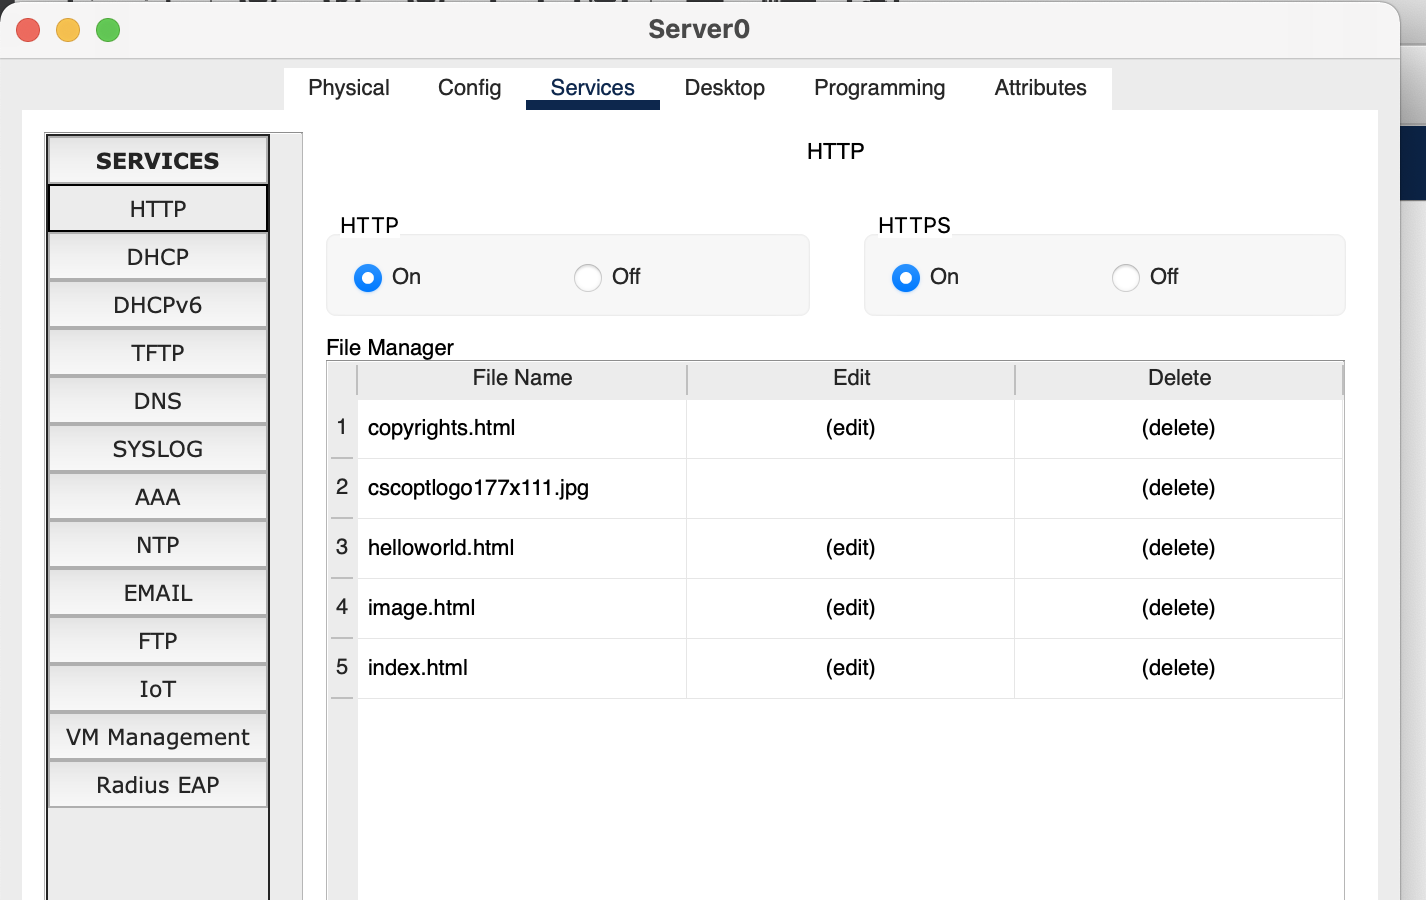 Server0
Physical Config Services Desktop Programming Attributes
SERVICES
HTTP
DHCP
DHCPv6
TFTP
DNS
SYSLOG
AAA
NTP
EMAIL
FTP
IoT
VM Management
Radius EAP
HTTP
HTTP
On Off
HTTPS
On Off
File Manager
File Name Edit Delete
1 copyrights.html (edit) (delete)
2 cscoptlogo177x111.jpg (delete)
3 helloworld.html (edit) (delete)
4 image.html (edit) (delete)
5 index.html (edit) (delete)